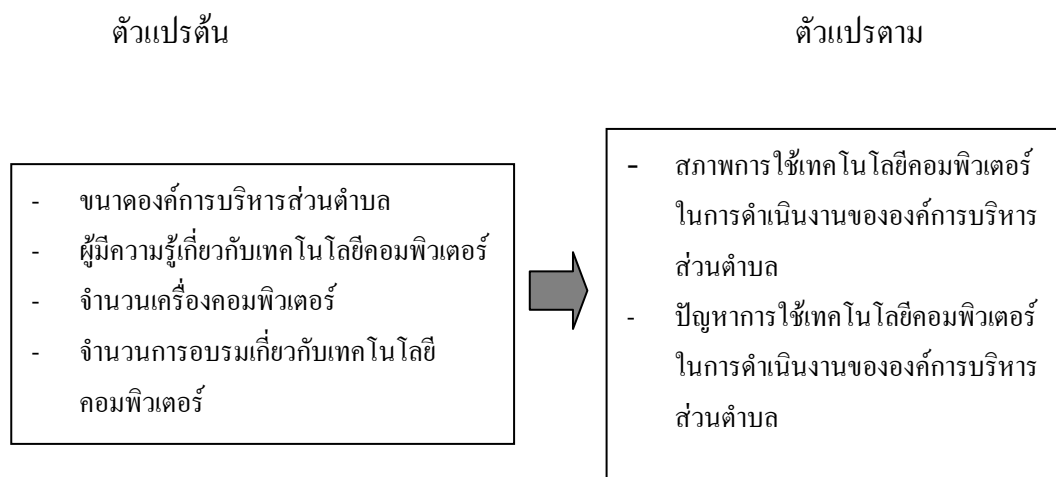 ตัวแปรต้น
ตัวแปรตาม
- ขนาดองค์การบริหารส่วนตำบล
- ผู้มีความรู้เกี่ยวกับเทคโนโลยีคอมพิวเตอร์
- จำนวนเครื่องคอมพิวเตอร์
- จำนวนการอบรมเกี่ยวกับเทคโนโลยี
คอมพิวเตอร์
- สภาพการใช้เทคโนโลยีคอมพิวเตอร์
ในการดำเนินงานขององค์การบริหาร
ส่วนตำบล
- ปัญหาการใช้เทคโนโลยีคอมพิวเตอร์
ในการดำเนินงานขององค์การบริหาร
ส่วนตำบล